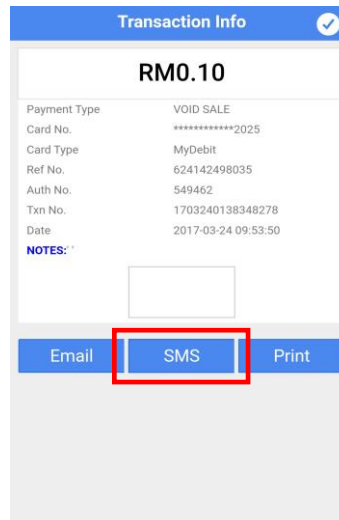 Transaction Info
RM0.10
Payment Type VOID SALE
Card No. ************2025
Card Type MyDebit
Ref No. 624142498035
Auth No. 549462
Txn No. 1703240138348278
Date 2017-03-24 09:53:50
NOTES:' '
Email SMS Print